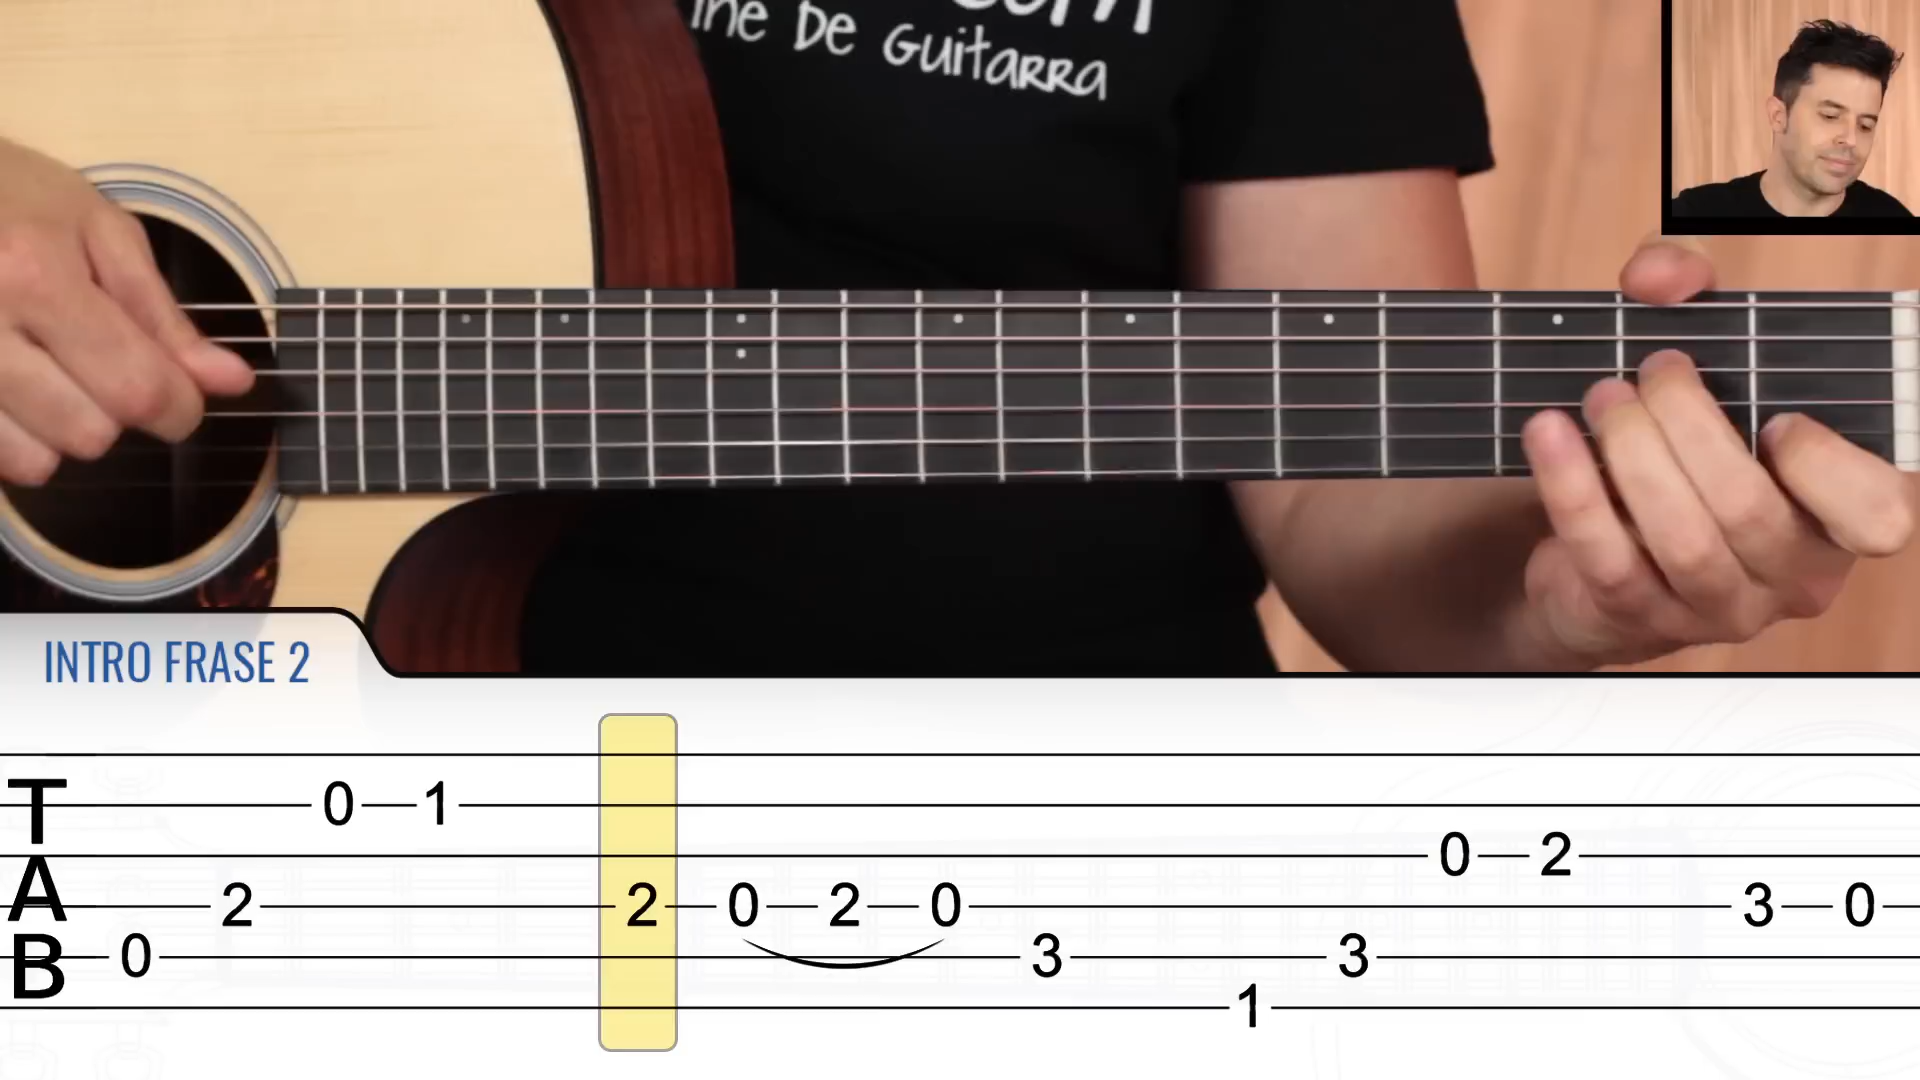 ine De Guitarra
INTRO FRASE 2
T
A
B
0 1
0 2
2 2 0 2 0 3 0
0 3 3
1